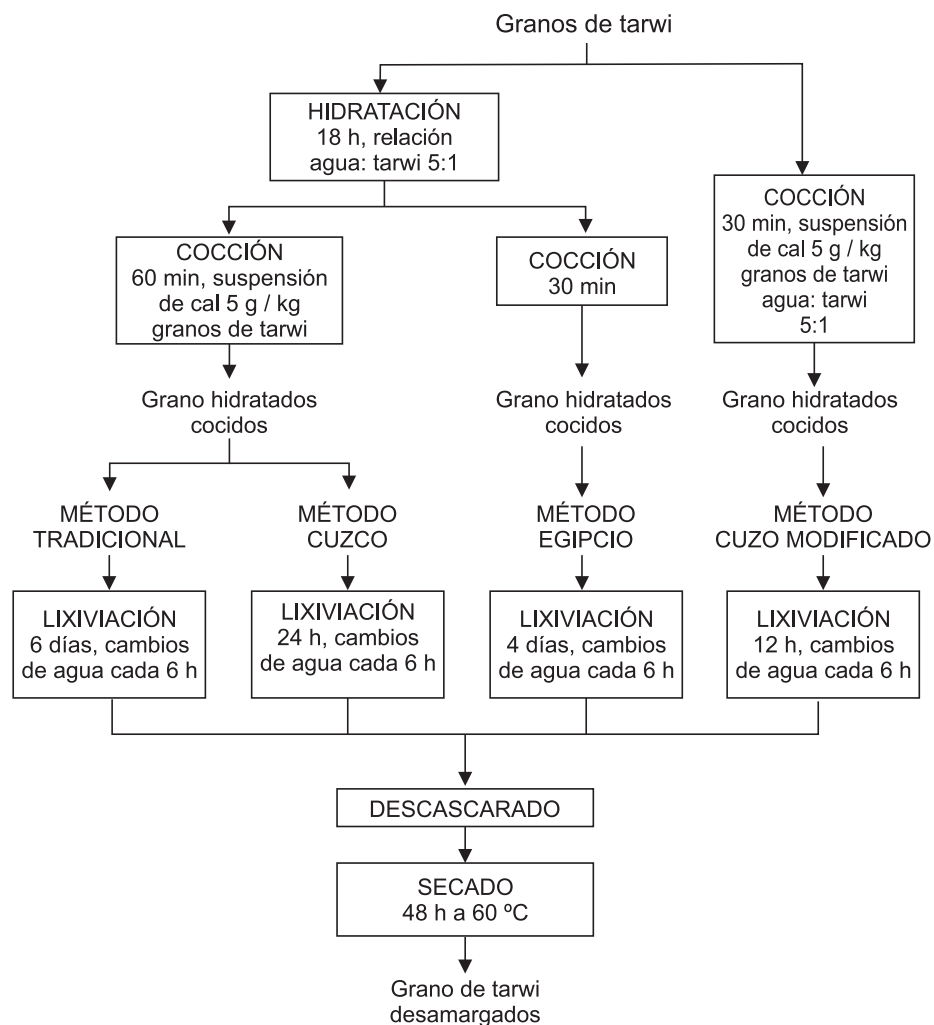 Granos de tarwi
HIDRATACIÓN
18 h, relación
agua: tarwi 5:1
COCCIÓN
60 min, suspensión
de cal 5 g / kg
granos de tarwi
COCCIÓN
30 min
COCCIÓN
30 min, suspensión
de cal 5 g / kg
granos de tarwi
agua: tarwi
5:1
Grano hidratados
cocidos
Grano hidratados
cocidos
Grano hidratados
cocidos
MÉTODO
TRADICIONAL
MÉTODO
CUZCO
MÉTODO
EGIPCIO
MÉTODO
CUZO MODIFICADO
LIXIVIACIÓN
6 días, cambios
de agua cada 6 h
LIXIVIACIÓN
24 h, cambios
de agua cada 6 h
LIXIVIACIÓN
4 días, cambios
de agua cada 6 h
LIXIVIACIÓN
12 h, cambios
de agua cada 6 h
DESCASCARADO
SECADO
48 h a 60 ºC
Grano de tarwi
desamargados